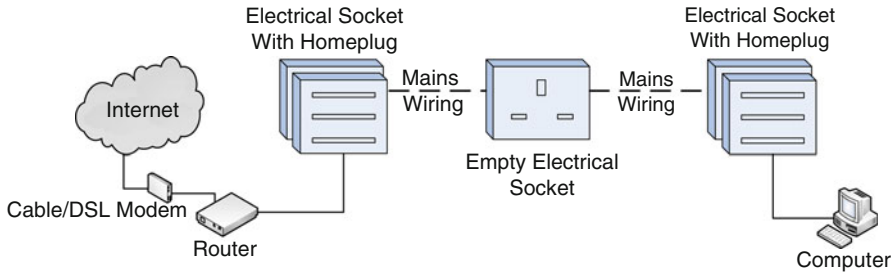 Electrical Socket
With Homeplug
Electrical Socket
With Homeplug
Internet
Mains
Wiring
Mains
Wiring
Empty Electrical
Socket
Cable/DSL Modem
Router
Computer